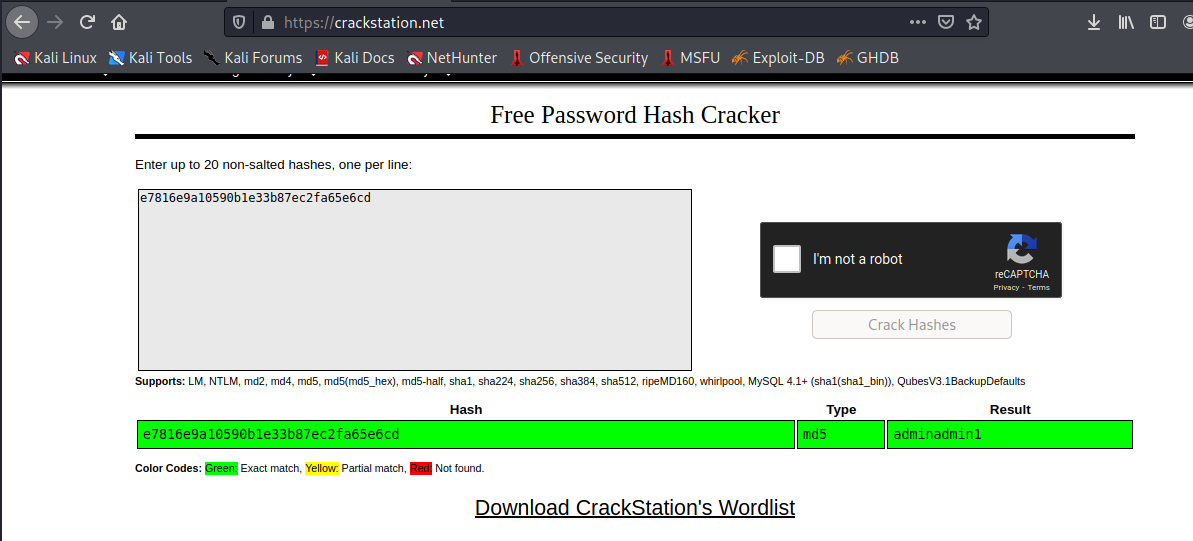 https://crackstation.net
Kali Linux Kali Tools Kali Forums Kali Docs NetHunter Offensive Security MSFU Exploit-DB GHDB
Free Password Hash Cracker
Enter up to 20 non-salted hashes, one per line:
e7816e9a10590b1e33b87ec2fa65e6cd
I'm not a robot
reCAPTCHA
Privacy - Terms
Crack Hashes
Supports: LM, NTLM, md2, md4, md5, md5(md5_hex), md5-half, sha1, sha224, sha256, sha384, sha512, ripeMD160, whirlpool, MySQL 4.1+ (sha1(sha1_bin)), QubesV3.1BackupDefaults
Hash Type Result
e7816e9a10590b1e33b87ec2fa65e6cd md5 adminadmin1
Color Codes: Green: Exact match, Yellow: Partial match, Red: Not found.
Download CrackStation's Wordlist